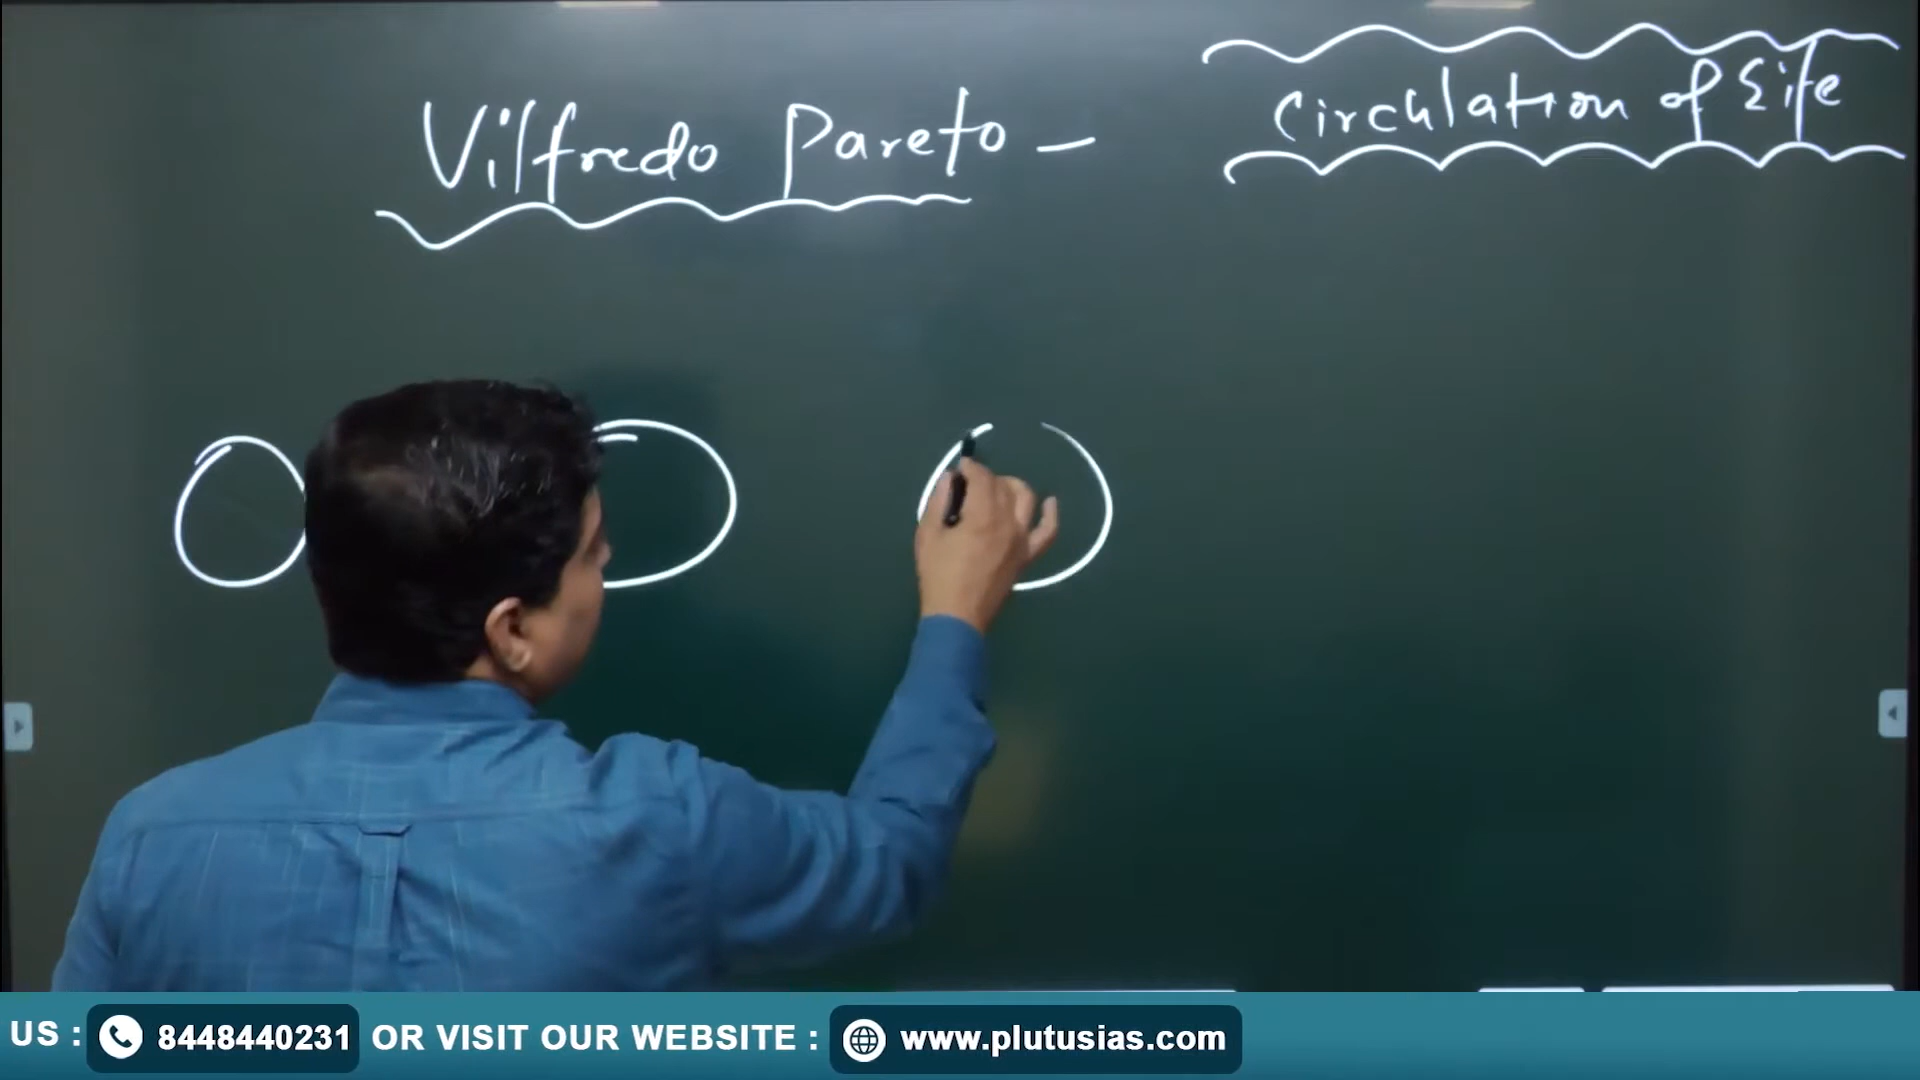 Vilfredo Pareto - Circulation of Elite
US : 8448440231 OR VISIT OUR WEBSITE : www.plutusias.com